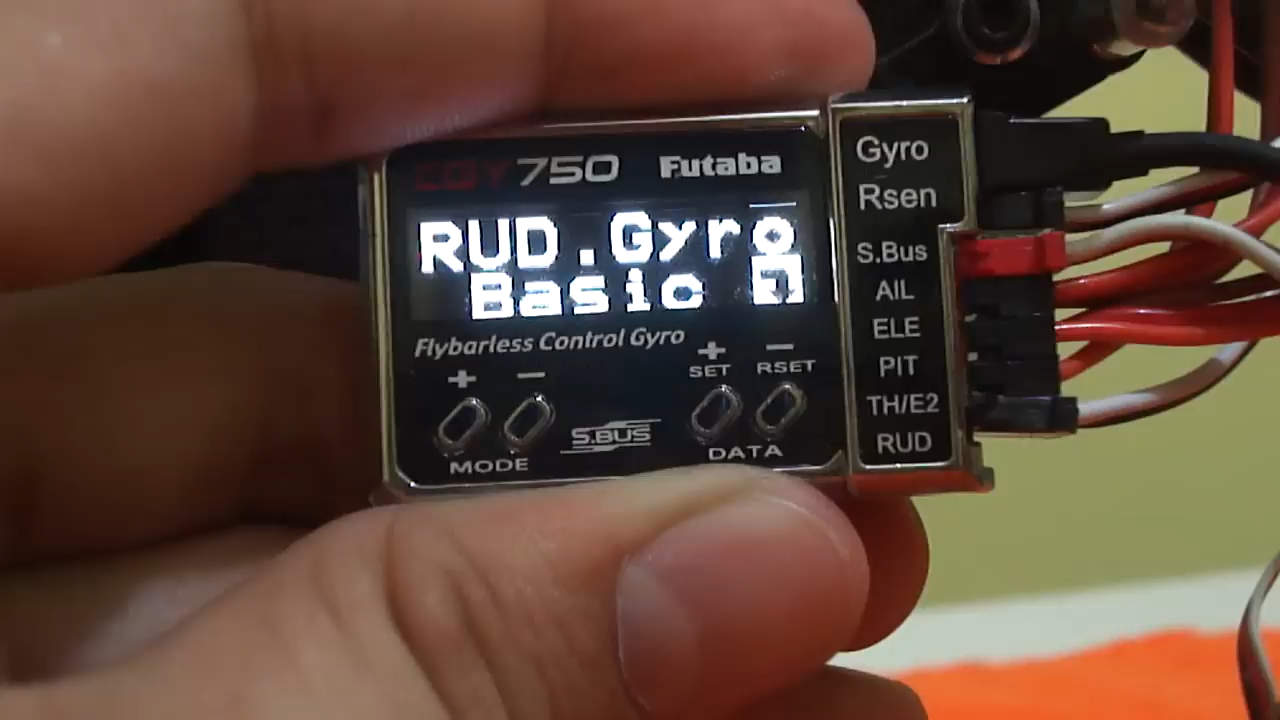 CGY750 Futaba
RUD.Gyro
Basic
Flybarless Control Gyro
+ − + −
SET RSET
S.BUS
MODE DATA
Gyro
Rsen
S.Bus
AIL
ELE
PIT
TH/E2
RUD